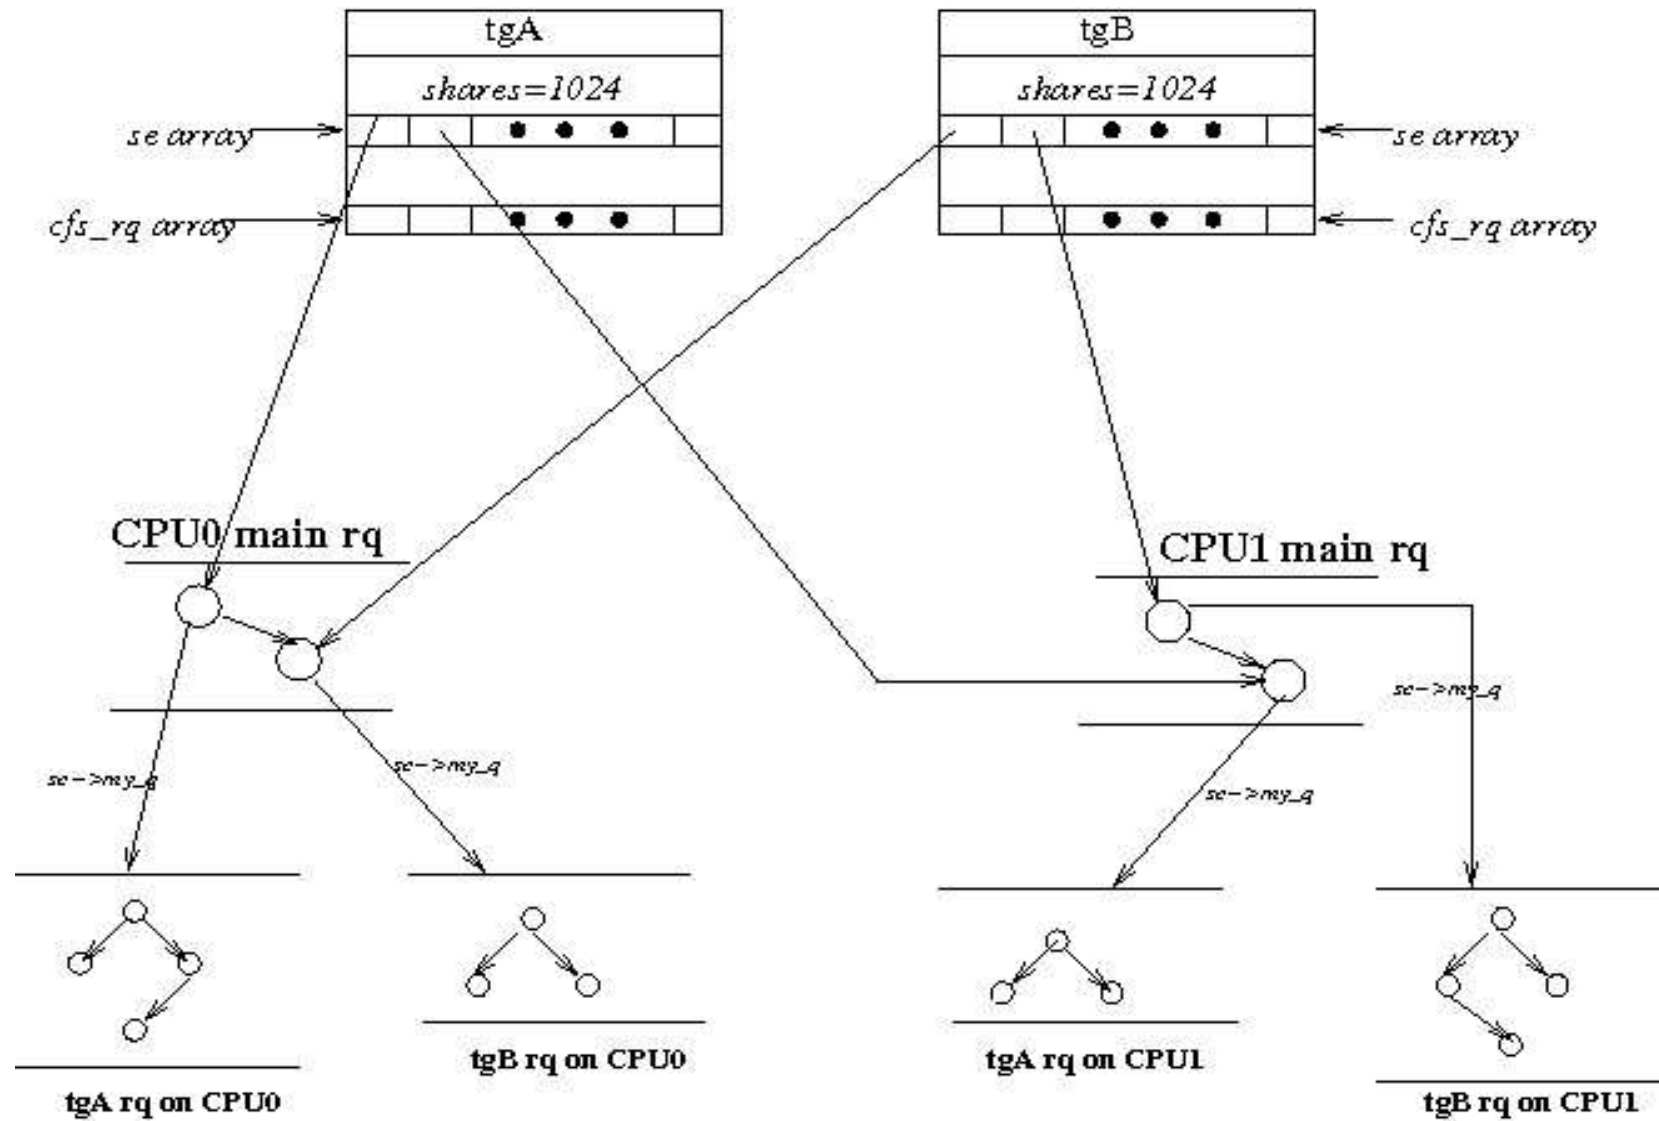 tgA
tgB
shares=1024
shares=1024
se array
se array
cfs_rq array
cfs_rq array
CPU0 main rq
CPU1 main rq
se->my_q
se->my_q
se->my_q
se->my_q
tgB rq on CPU0
tgA rq on CPU1
tgA rq on CPU0
tgB rq on CPU1